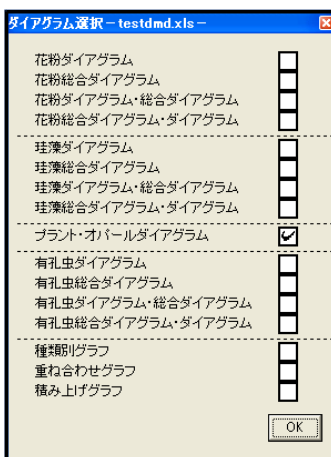 ダイアグラム選択－testdmd.xls－
花粉ダイアグラム
花粉総合ダイアグラム
花粉ダイアグラム・総合ダイアグラム
花粉総合ダイアグラム・ダイアグラム
珪藻ダイアグラム
珪藻総合ダイアグラム
珪藻ダイアグラム・総合ダイアグラム
珪藻総合ダイアグラム・ダイアグラム
プラント・オパールダイアグラム
有孔虫ダイアグラム
有孔虫総合ダイアグラム
有孔虫ダイアグラム・総合ダイアグラム
有孔虫総合ダイアグラム・ダイアグラム
種類別グラフ
重ね合わせグラフ
積み上げグラフ
OK